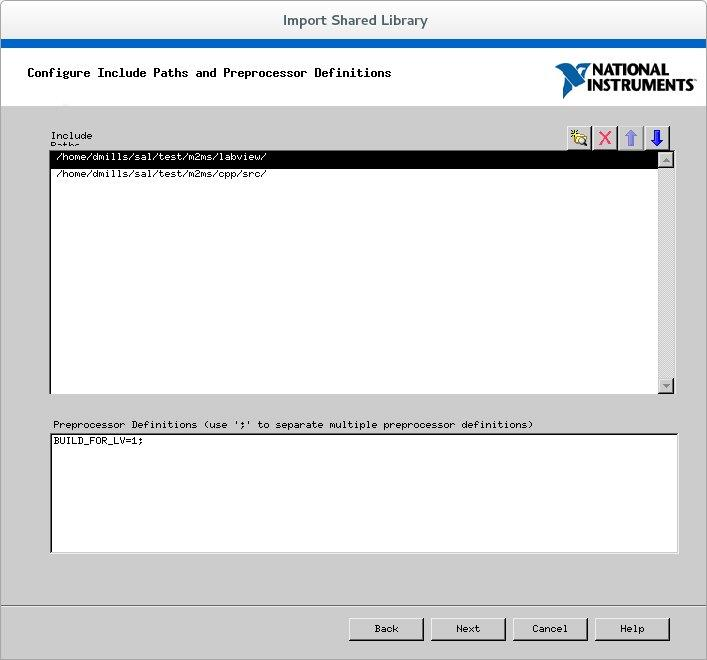 Import Shared Library
Configure Include Paths and Preprocessor Definitions
NATIONAL
INSTRUMENTS
Include
Paths
/home/dmills/sal/test/m2ms/labview/
/home/dmills/sal/test/m2ms/cpp/src/
Preprocessor Definitions (use ';' to separate multiple preprocessor definitions)
BUILD_FOR_LV=1;
Back
Next
Cancel
Help